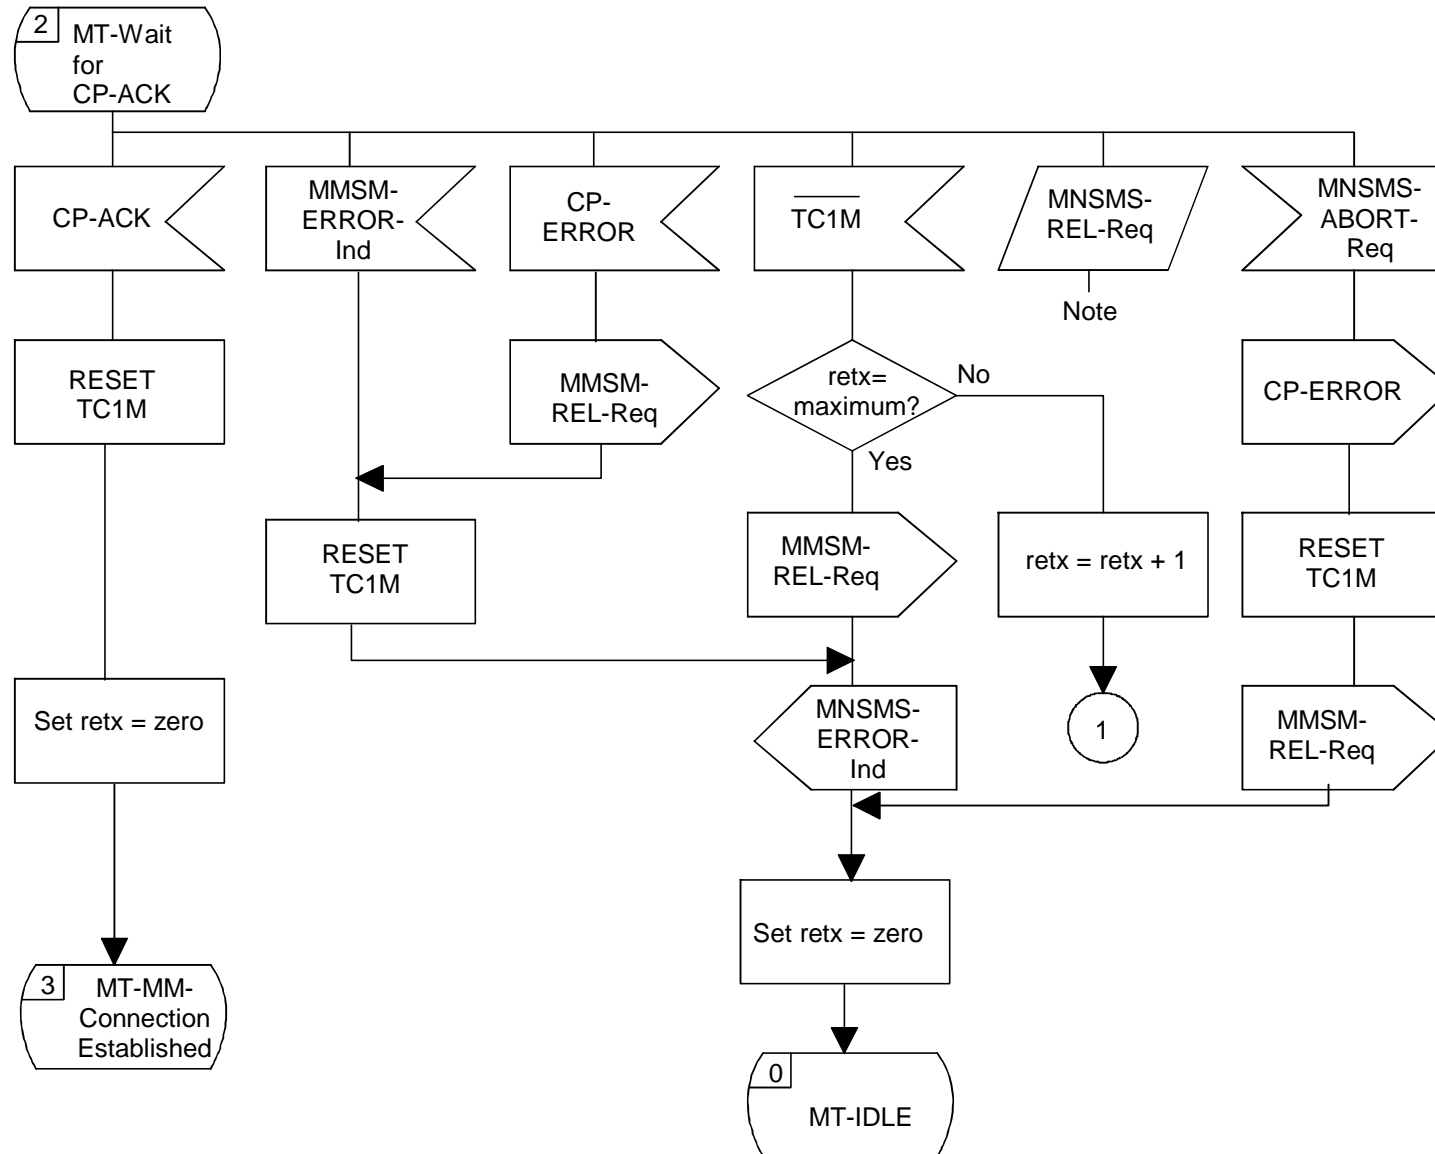 2
MT-Wait
for
CP-ACK
CP-ACK
MMSM-
ERROR-
Ind
CP-
ERROR
TC1M
MNSMS-
REL-Req
Note
MNSMS-
ABORT-
Req
RESET
TC1M
MMSM-
REL-Req
retx=
maximum?
No
Yes
CP-ERROR
RESET
TC1M
MMSM-
REL-Req
retx = retx + 1
RESET
TC1M
Set retx = zero
MNSMS-
ERROR-
Ind
1
MMSM-
REL-Req
Set retx = zero
3
MT-MM-
Connection
Established
0
MT-IDLE